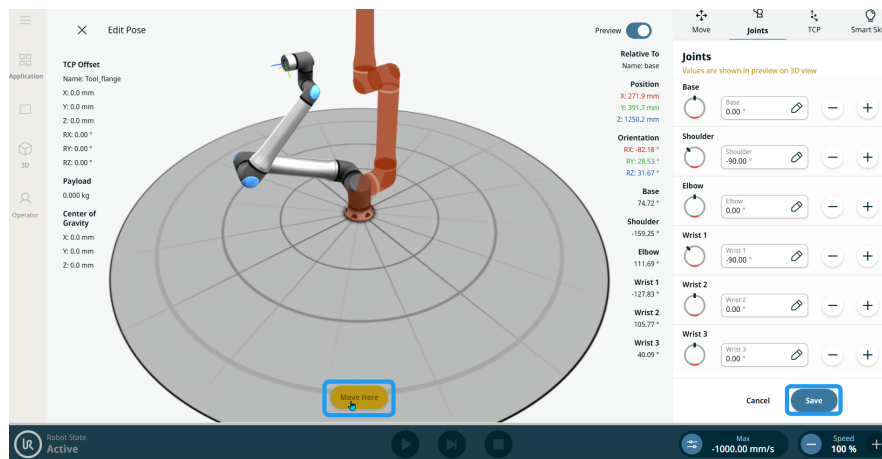 Edit Pose
Preview
Move
Joints
TCP
Smart Ski
Application
3D
Operator
TCP Offset
Name: Tool_flange
X: 0.0 mm
Y: 0.0 mm
Z: 0.0 mm
RX: 0.00 °
RY: 0.00 °
RZ: 0.00 °
Payload
0.000 kg
Center of
Gravity
X: 0.0 mm
Y: 0.0 mm
Z: 0.0 mm
Relative To
Name: base
Position
X: 271.9 mm
Y: 391.7 mm
Z: 1250.2 mm
Orientation
RX: -82.18 °
RY: 28.53 °
RZ: 31.67 °
Base
74.72 °
Shoulder
-159.25 °
Elbow
111.69 °
Wrist 1
-127.83 °
Wrist 2
105.77 °
Wrist 3
40.09 °
Joints
Values are shown in preview on 3D view
Base
Base
0.00 °
Shoulder
Shoulder
-90.00 °
Elbow
Elbow
0.00 °
Wrist 1
Wrist 1
-90.00 °
Wrist 2
Wrist 2
0.00 °
Wrist 3
Wrist 3
0.00 °
Move Here
Cancel
Save
UR
Robot State
Active
Max
-1000.00 mm/s
Speed
100 %